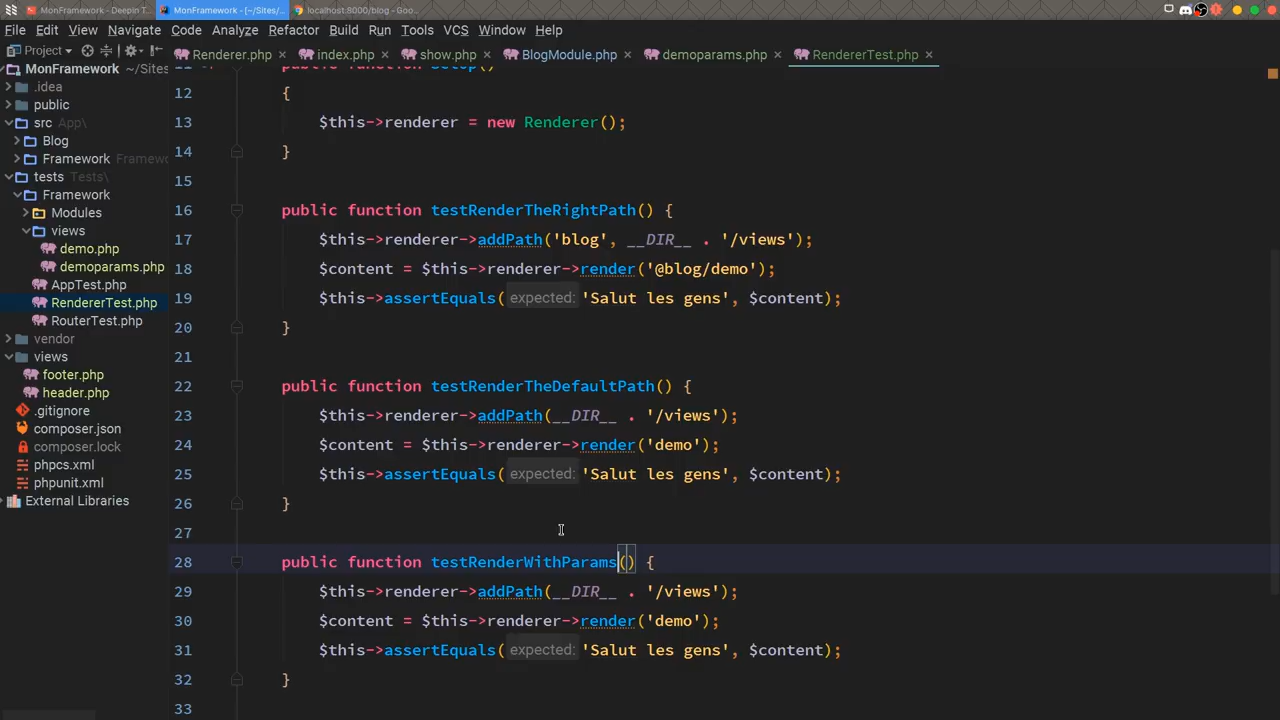 MonFramework - Deepin T...
MonFramework - [~/Sites/...
localhost:8000/blog - Goo...
File Edit View Navigate Code Analyze Refactor Build Run Tools VCS Window Help
Project
Renderer.php
index.php
show.php
BlogModule.php
demoparams.php
RendererTest.php
MonFramework ~/Sites
.idea
public
src App\
Blog
Framework Framew
tests Tests\
Framework
Modules
views
demo.php
demoparams.php
AppTest.php
RendererTest.php
RouterTest.php
vendor
views
footer.php
header.php
.gitignore
composer.json
composer.lock
phpcs.xml
phpunit.xml
External Libraries
12 {
13 $this->renderer = new Renderer();
14 }
15
16 public function testRenderTheRightPath() {
17 $this->renderer->addPath('blog', __DIR__ . '/views');
18 $content = $this->renderer->render('@blog/demo');
19 $this->assertEquals( expected: 'Salut les gens', $content);
20 }
21
22 public function testRenderTheDefaultPath() {
23 $this->renderer->addPath(__DIR__ . '/views');
24 $content = $this->renderer->render('demo');
25 $this->assertEquals( expected: 'Salut les gens', $content);
26 }
27
28 public function testRenderWithParams() {
29 $this->renderer->addPath(__DIR__ . '/views');
30 $content = $this->renderer->render('demo');
31 $this->assertEquals( expected: 'Salut les gens', $content);
32 }
33